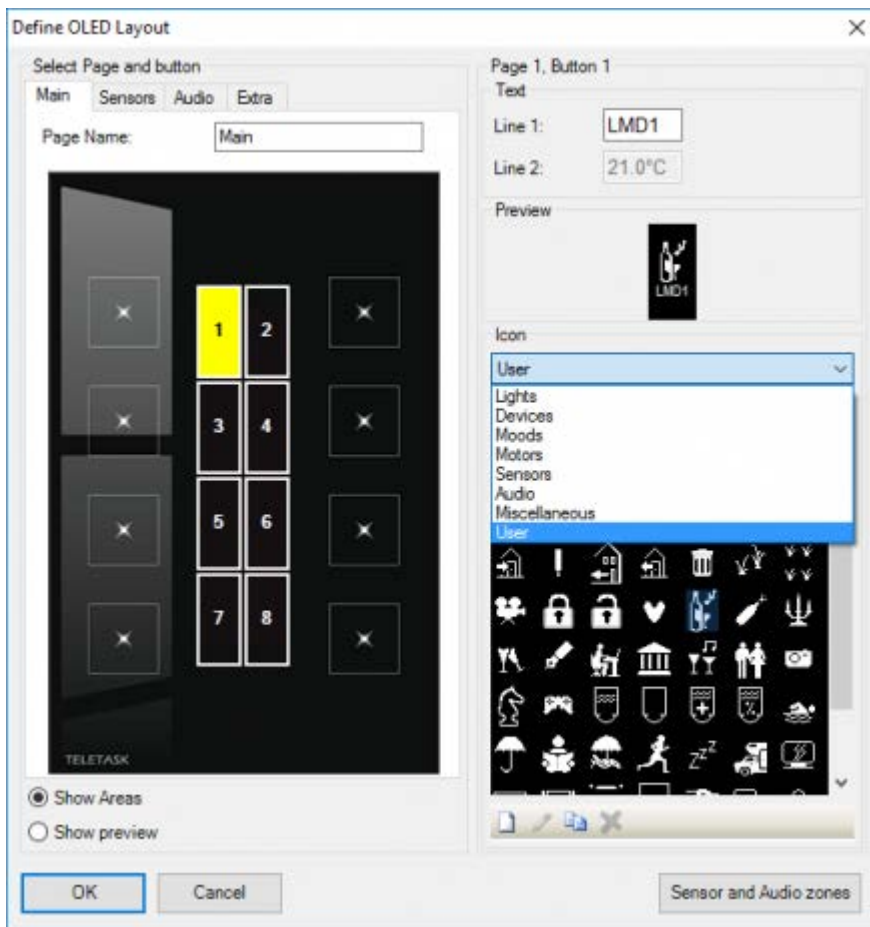 Define OLED Layout
Select Page and button
Main Sensors Audio Extra
Page Name: Main
1 2
3 4
5 6
7 8
TELETASK
Show Areas
Show preview
OK Cancel
Page 1, Button 1
Text
Line 1: LMD1
Line 2: 21.0°C
Preview
LMD1
Icon
User
Lights
Devices
Moods
Motors
Sensors
Audio
Miscellaneous
User
zzz
Sensor and Audio zones